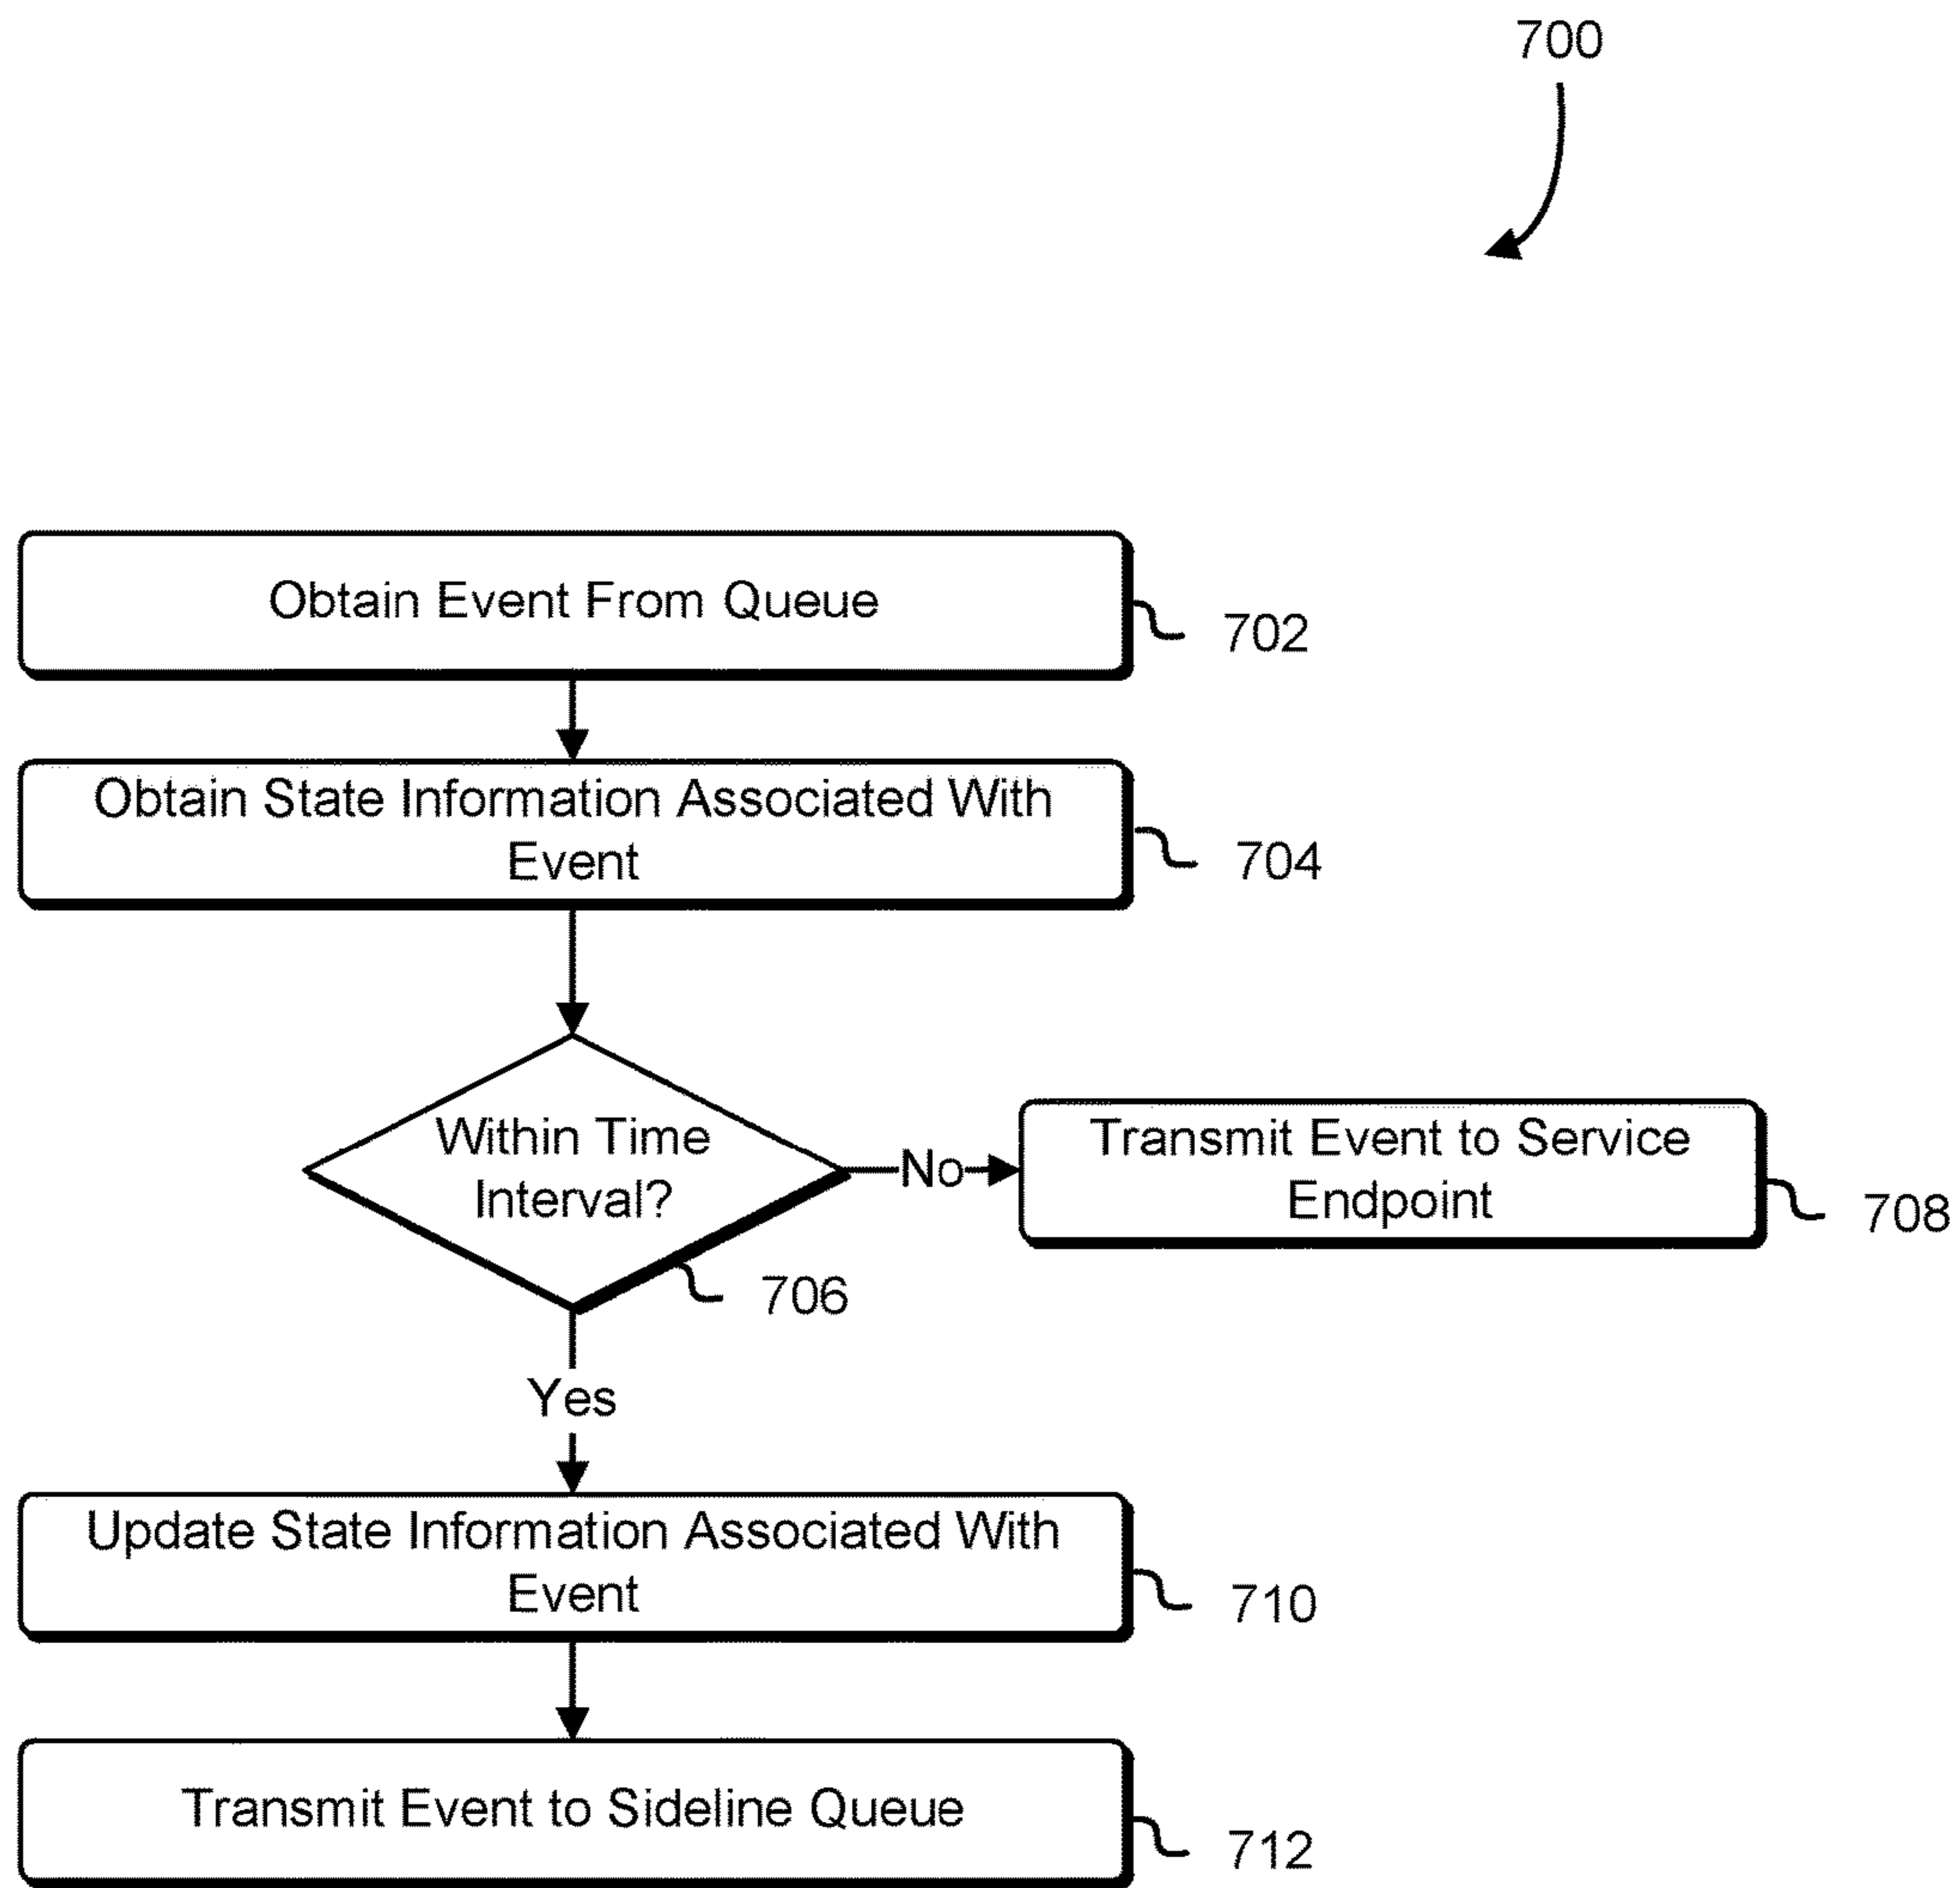 700
Obtain Event From Queue
702
Obtain State Information Associated With
Event
704
Within Time
Interval?
No
Transmit Event to Service
Endpoint
708
706
Yes
Update State Information Associated With
Event
710
Transmit Event to Sideline Queue
712